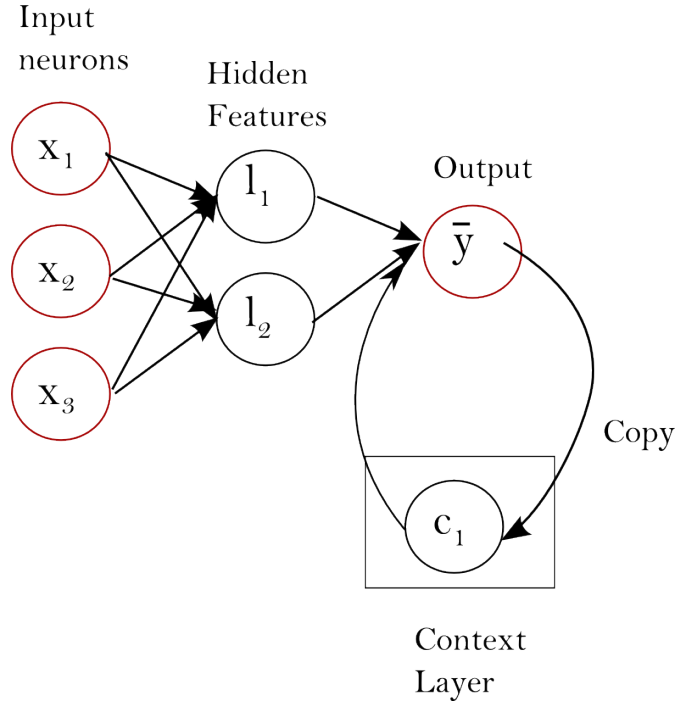 Input
neurons
Hidden
Features
Output
x₁
x₂
x₃
l₁
l₂
ȳ
Copy
c₁
Context
Layer